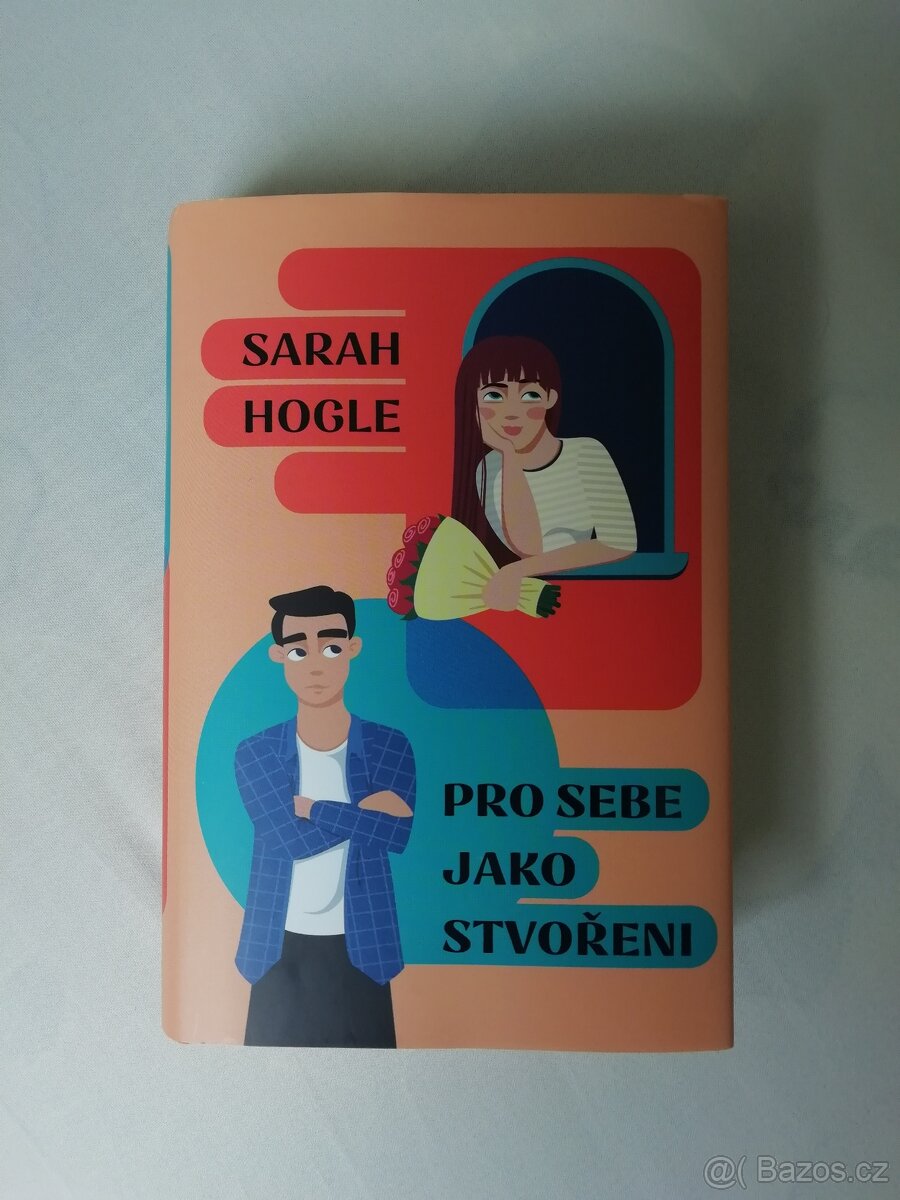 SARAH
HOGLE
PRO SEBE
JAKO
STVOŘENI
@( Bazos.cz